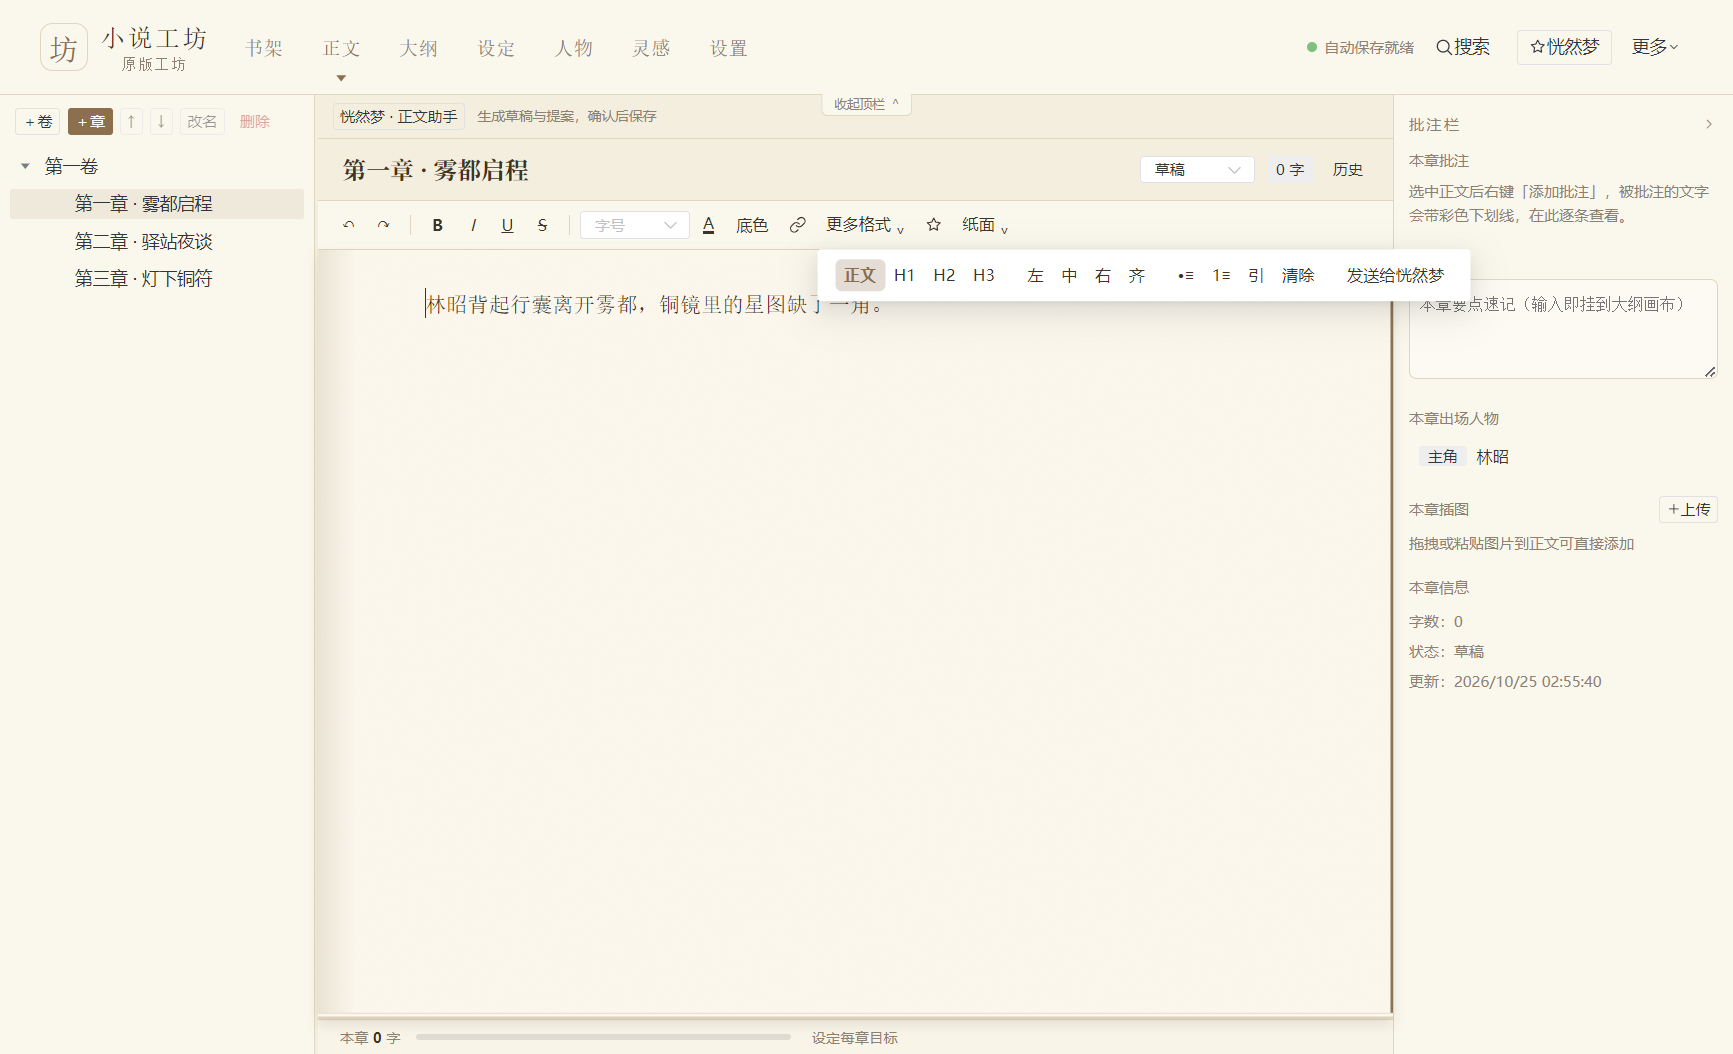 坊
小说工坊
原版工坊
书架
正文
大纲
设定
人物
灵感
设置
自动保存就绪
搜索
恍然梦
更多
+卷
+章
↑
↓
改名
删除
第一卷
第一章 · 雾都启程
第二章 · 驿站夜谈
第三章 · 灯下铜符
恍然梦 · 正文助手
生成草稿与提案，确认后保存
收起顶栏 ^
第一章 · 雾都启程
草稿
0 字
历史
B
I
U
S
字号
A
底色
更多格式
纸面
正文
H1
H2
H3
左
中
右
齐
•≡
1≡
引
清除
发送给恍然梦
林昭背起行囊离开雾都，铜镜里的星图缺了一角。
本章 0 字
设定每章目标
批注栏
本章批注
选中正文后右键「添加批注」，被批注的文字
会带彩色下划线，在此逐条查看。
本章要点速记（输入即挂到大纲画布）
本章出场人物
主角
林昭
本章插图
+上传
拖拽或粘贴图片到正文可直接添加
本章信息
字数：0
状态：草稿
更新：2026/10/25 02:55:40